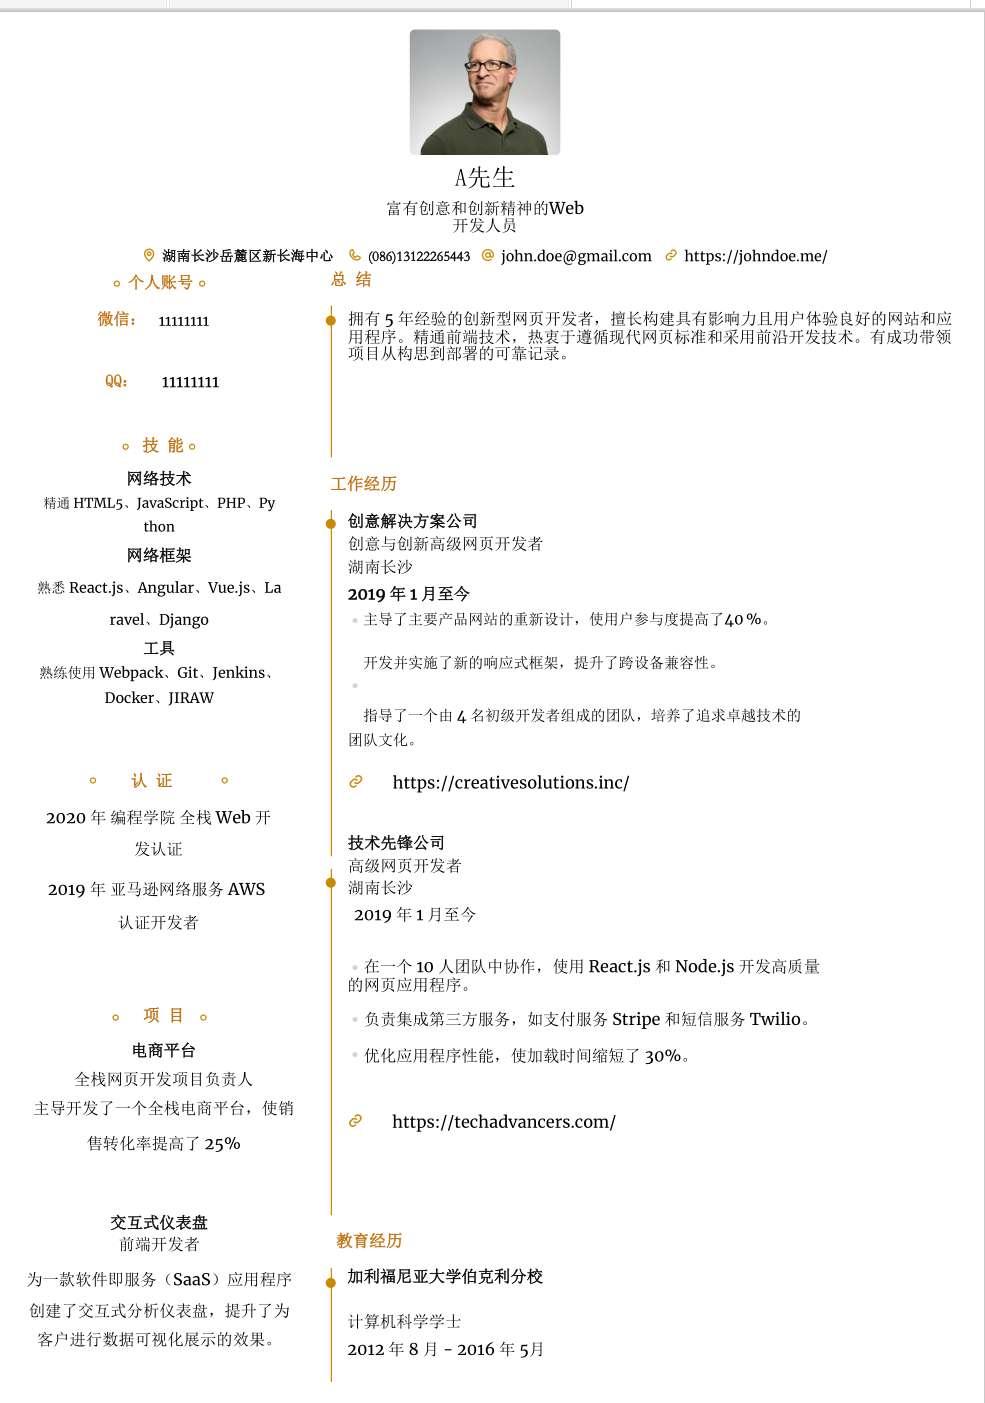 A先生
富有创意和创新精神的Web
开发人员
湖南长沙岳麓区新长海中心 (086)13122265443 john.doe@gmail.com https://johndoe.me/
个人账号
微信： 11111111
QQ： 11111111
技 能
网络技术
精通 HTML5、JavaScript、PHP、Py
thon
网络框架
熟悉 React.js、Angular、Vue.js、La
ravel、Django
工具
熟练使用 Webpack、Git、Jenkins、
Docker、JIRAW
认 证
2020 年 编程学院 全栈 Web 开
发认证
2019 年 亚马逊网络服务 AWS
认证开发者
项 目
电商平台
全栈网页开发项目负责人
主导开发了一个全栈电商平台，使销
售转化率提高了 25%
交互式仪表盘
前端开发者
为一款软件即服务（SaaS）应用程序
创建了交互式分析仪表盘，提升了为
客户进行数据可视化展示的效果。
总 结
拥有 5 年经验的创新型网页开发者，擅长构建具有影响力且用户体验良好的网站和应
用程序。精通前端技术，热衷于遵循现代网页标准和采用前沿开发技术。有成功带领
项目从构思到部署的可靠记录。
工作经历
创意解决方案公司
创意与创新高级网页开发者
湖南长沙
2019 年 1 月至今
主导了主要产品网站的重新设计，使用户参与度提高了40 %。
开发并实施了新的响应式框架，提升了跨设备兼容性。
指导了一个由 4 名初级开发者组成的团队，培养了追求卓越技术的
团队文化。
https://creativesolutions.inc/
技术先锋公司
高级网页开发者
湖南长沙
2019 年 1 月至今
在一个 10 人团队中协作，使用 React.js 和 Node.js 开发高质量
的网页应用程序。
负责集成第三方服务，如支付服务 Stripe 和短信服务 Twilio。
优化应用程序性能，使加载时间缩短了 30%。
https://techadvancers.com/
教育经历
加利福尼亚大学伯克利分校
计算机科学学士
2012 年 8 月 – 2016 年 5月